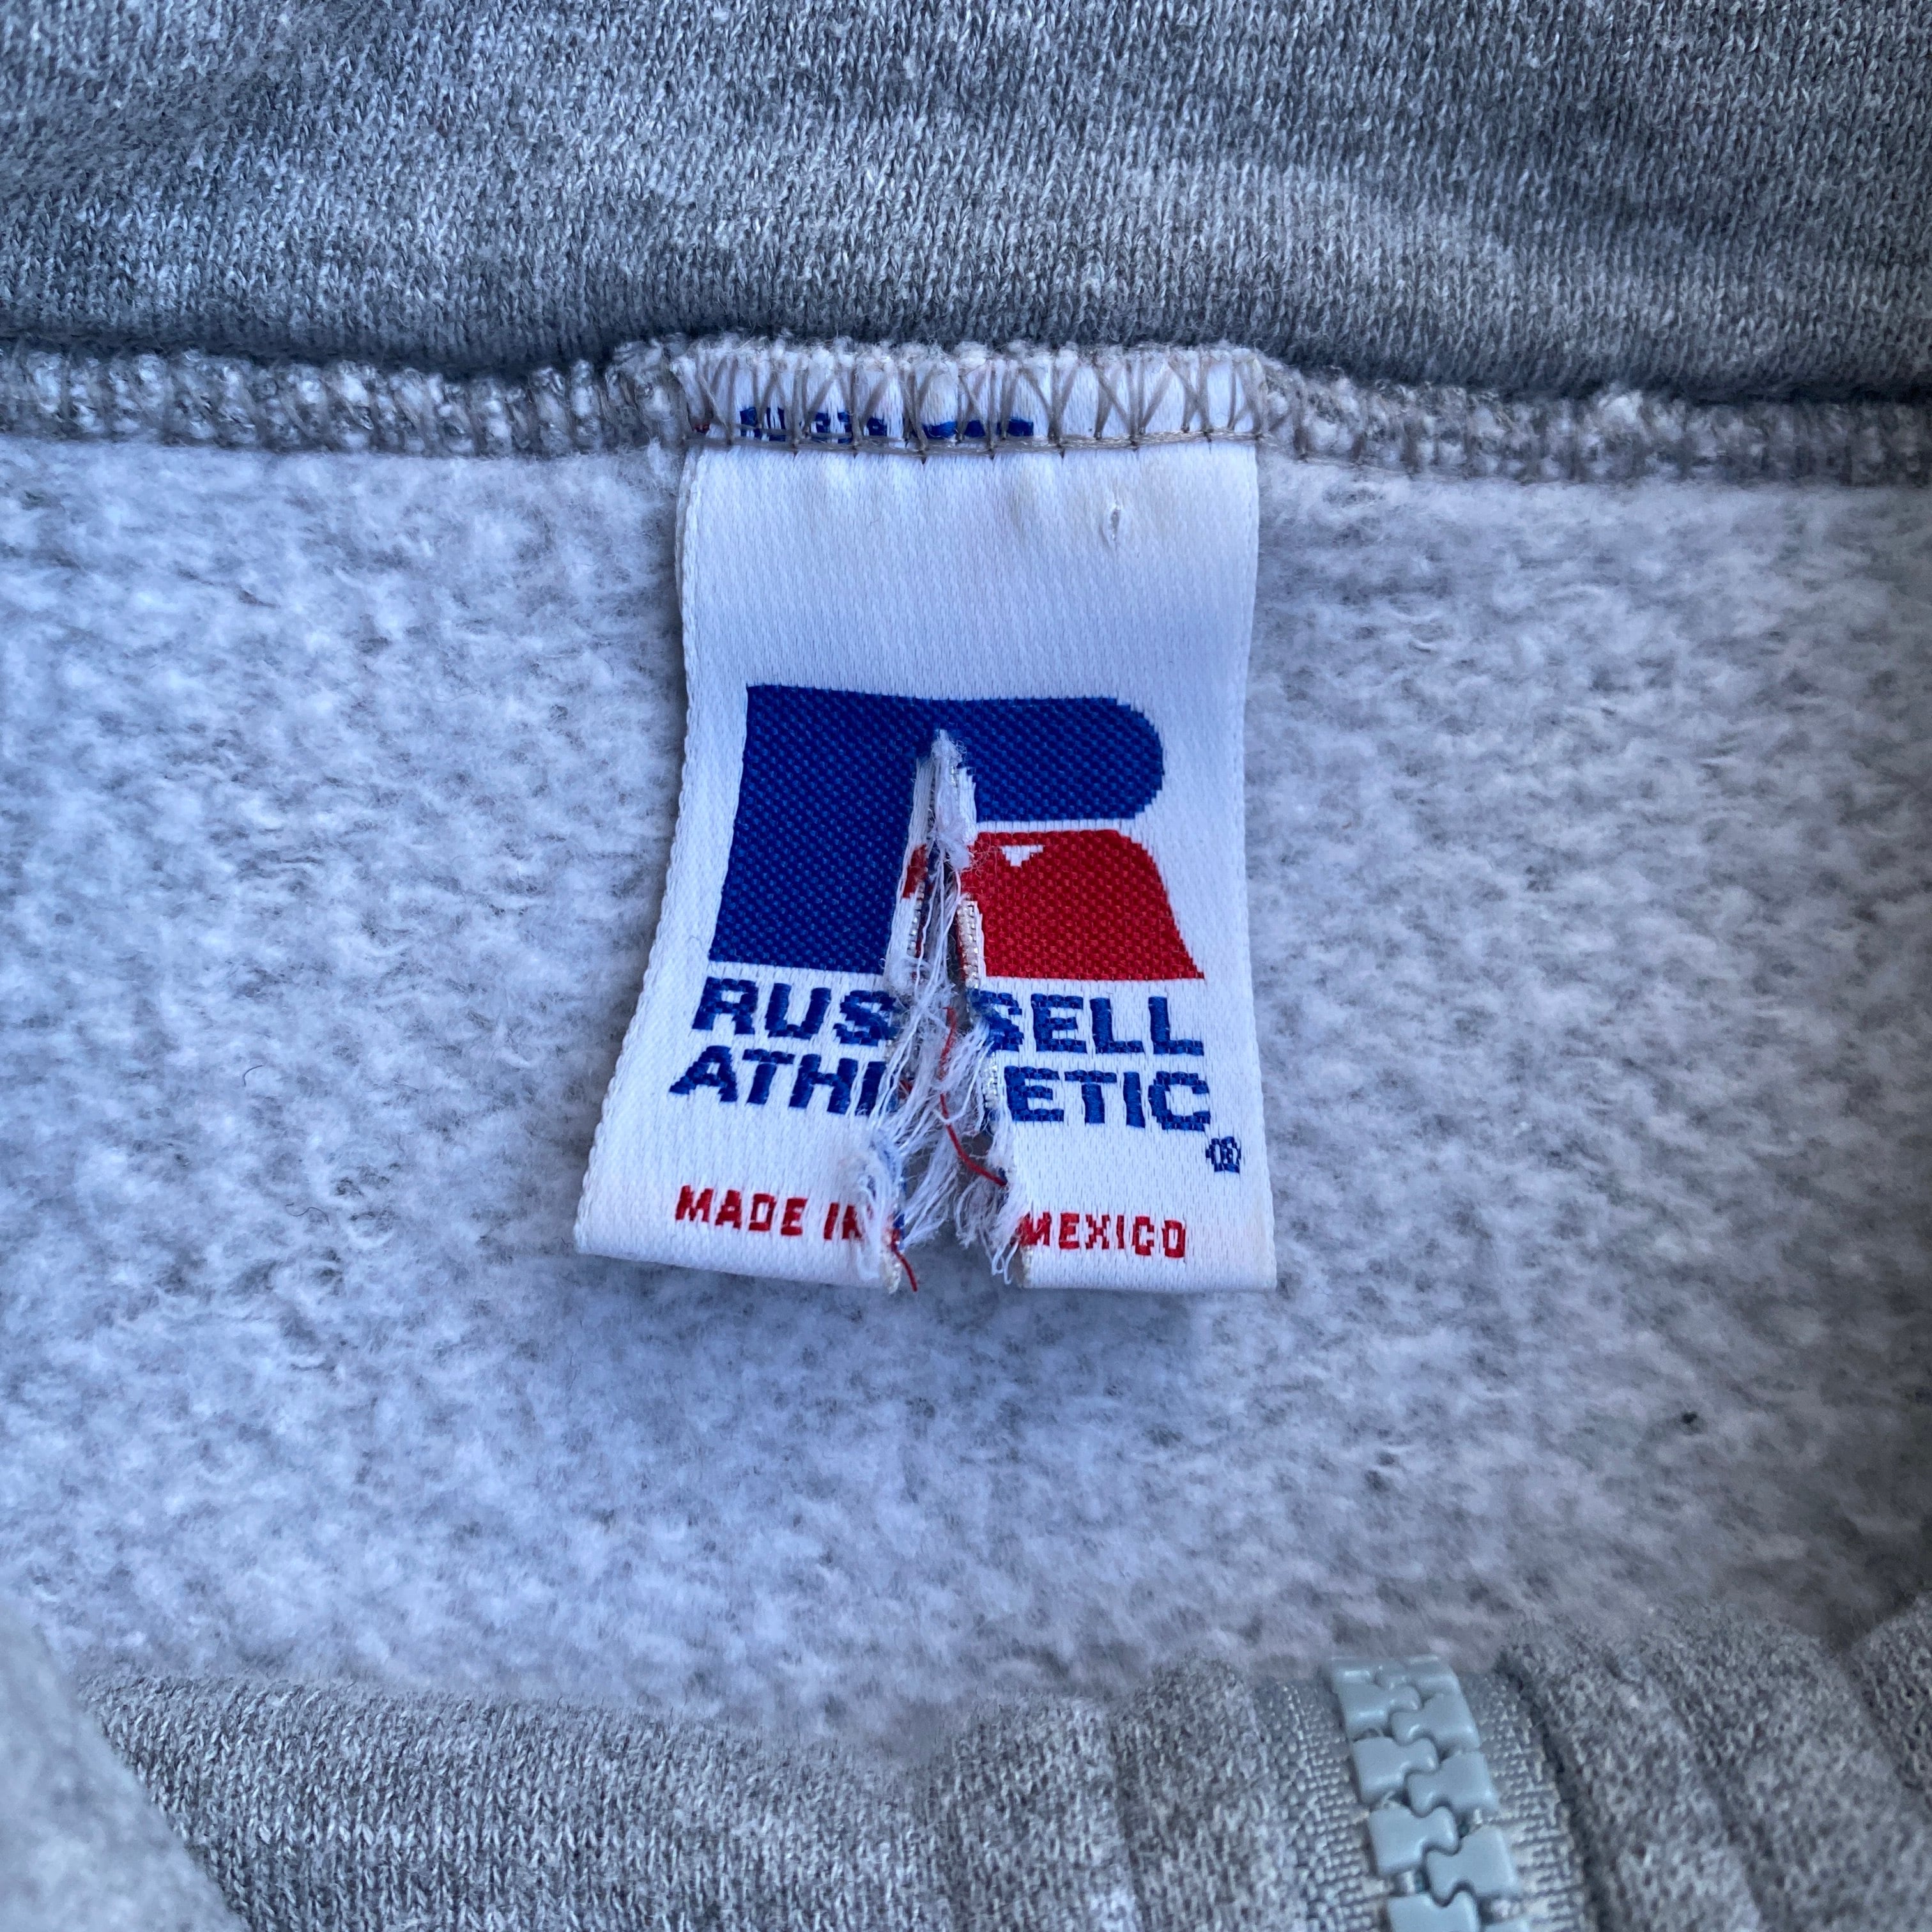 RUSSELL
ATHLETIC
®
MADE IN MEXICO